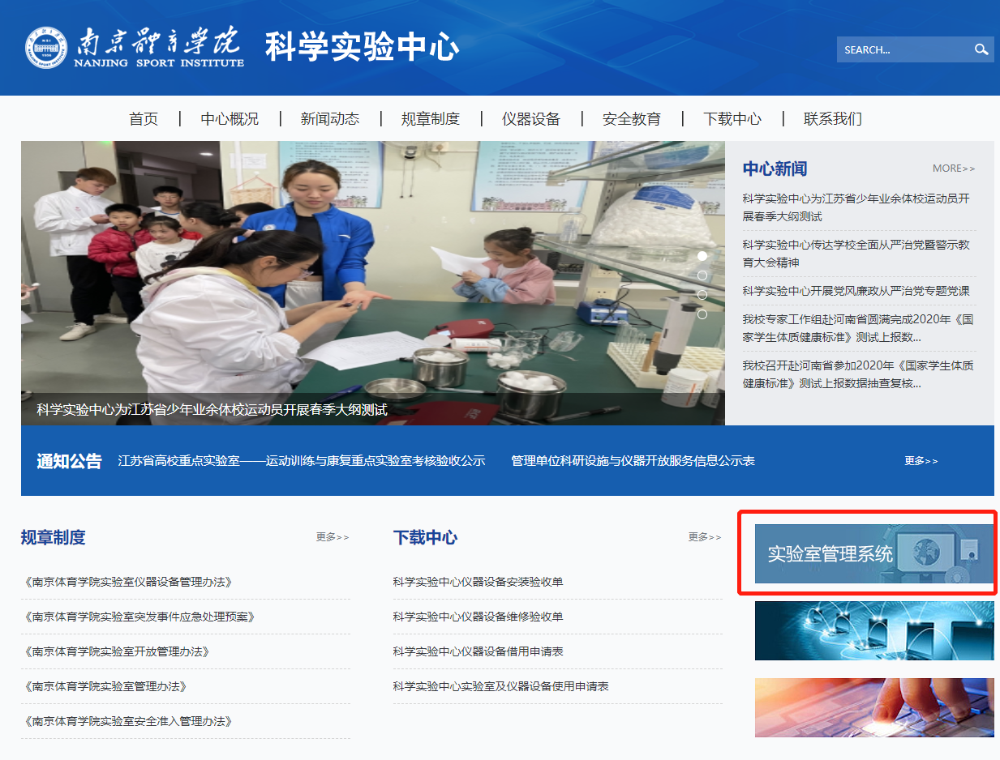 南京體育學院
NANJING SPORT INSTITUTE
科学实验中心
SEARCH...
首页 | 中心概况 | 新闻动态 | 规章制度 | 仪器设备 | 安全教育 | 下载中心 | 联系我们
科学实验中心为江苏省少年业余体校运动员开展春季大纲测试
中心新闻 MORE>>
科学实验中心为江苏省少年业余体校运动员开
展春季大纲测试
科学实验中心传达学校全面从严治党暨警示教
育大会精神
科学实验中心开展党风廉政从严治党专题党课
我校专家工作组赴河南省圆满完成2020年《国
家学生体质健康标准》测试上报数...
我校召开赴河南省参加2020年《国家学生体质
健康标准》测试上报数据抽查复核...
通知公告 江苏省高校重点实验室——运动训练与康复重点实验室考核验收公示 管理单位科研设施与仪器开放服务信息公示表 更多>>
规章制度 更多>>
《南京体育学院实验室仪器设备管理办法》
《南京体育学院实验室突发事件应急处理预案》
《南京体育学院实验室开放管理办法》
《南京体育学院实验室管理办法》
《南京体育学院实验室安全准入管理办法》
下载中心 更多>>
科学实验中心仪器设备安装验收单
科学实验中心仪器设备维修验收单
科学实验中心仪器设备借用申请表
科学实验中心实验室及仪器设备使用申请表
实验室管理系统